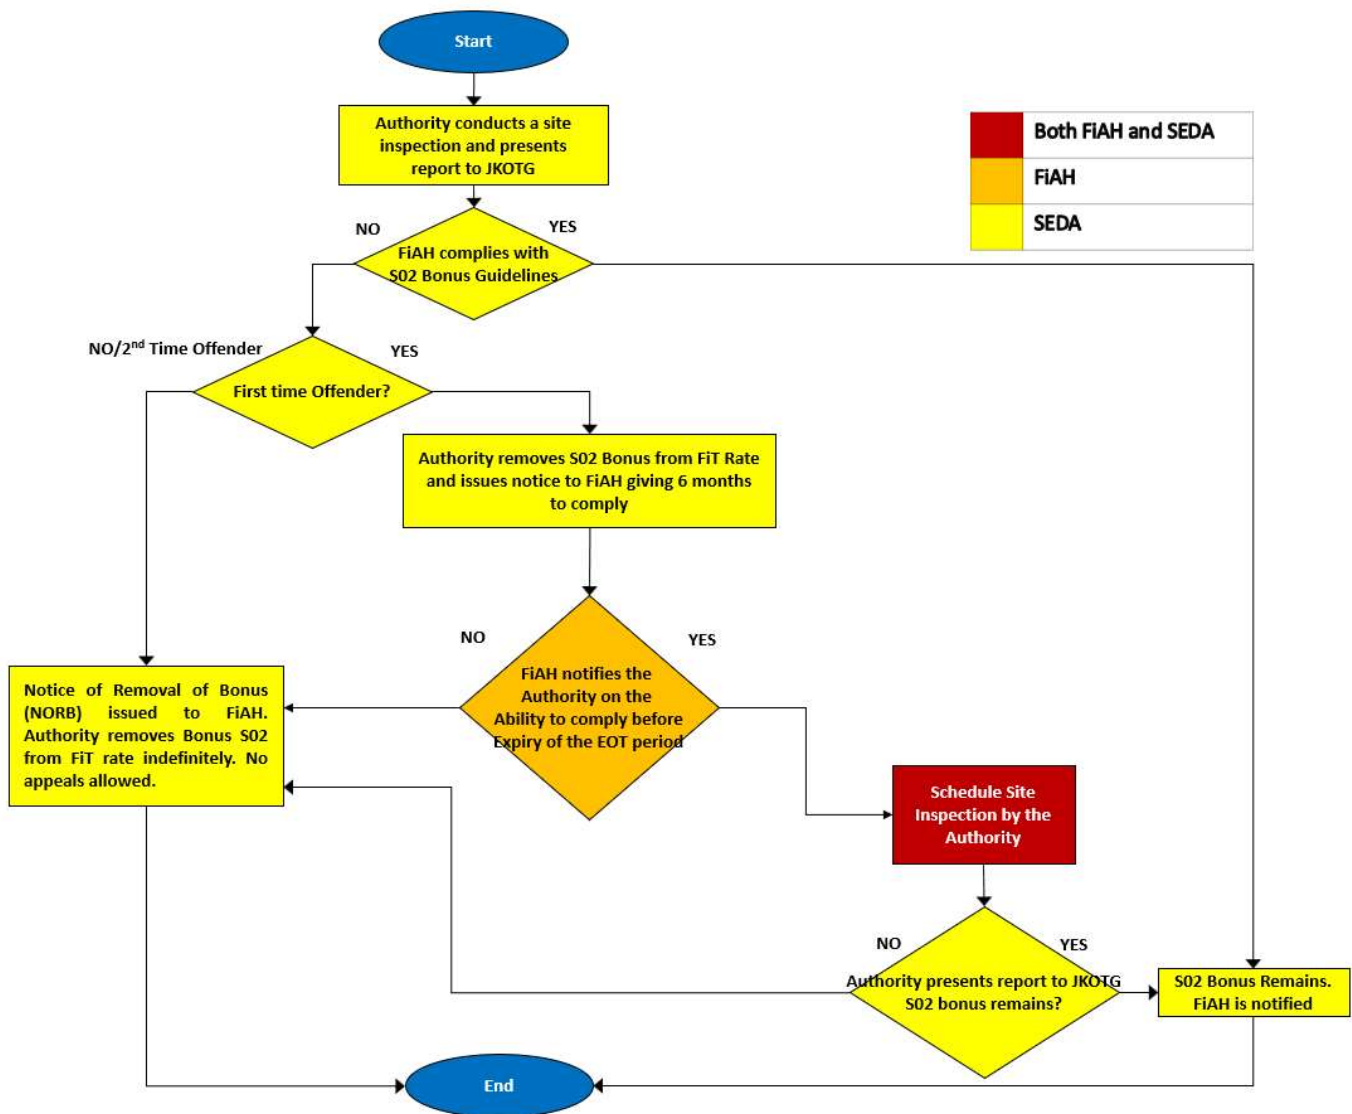 Start
Authority conducts a site
inspection and presents
report to JKOTG
Both FiAH and SEDA
FiAH
SEDA
NO
YES
FiAH complies with
S02 Bonus Guidelines
NO/2nd Time Offender
YES
First time Offender?
Authority removes S02 Bonus from FiT Rate
and issues notice to FiAH giving 6 months
to comply
NO
YES
FiAH notifies the
Authority on the
Ability to comply before
Expiry of the EOT period
Notice of Removal of Bonus
(NORB) issued to FiAH.
Authority removes Bonus S02
from FiT rate indefinitely. No
appeals allowed.
Schedule Site
Inspection by the
Authority
NO
YES
Authority presents report to JKOTG
S02 bonus remains?
S02 Bonus Remains.
FiAH is notified
End